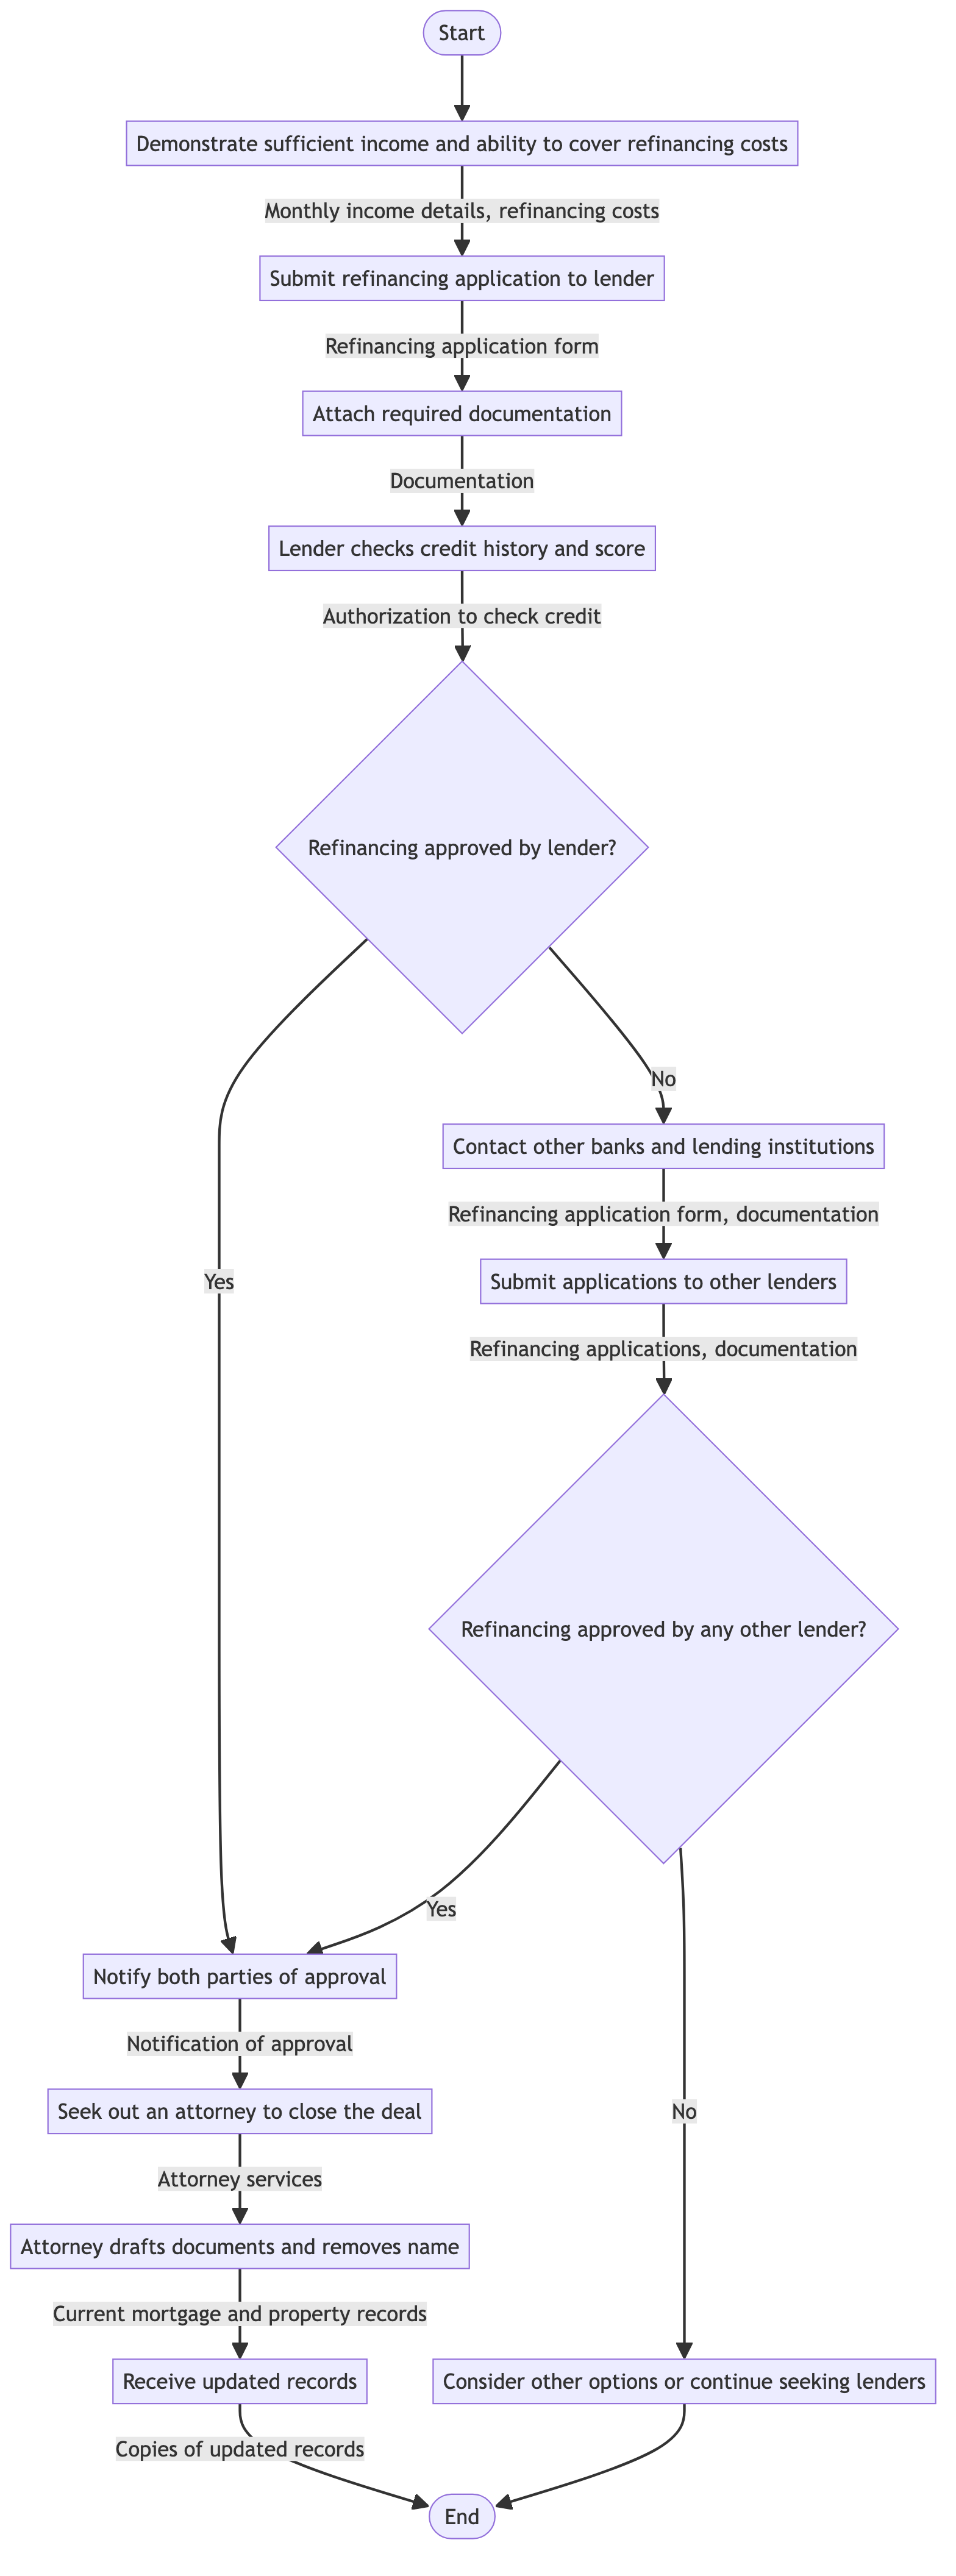 Start
Demonstrate sufficient income and ability to cover refinancing costs
Monthly income details, refinancing costs
Submit refinancing application to lender
Refinancing application form
Attach required documentation
Documentation
Lender checks credit history and score
Authorization to check credit
Refinancing approved by lender?
No
Contact other banks and lending institutions
Refinancing application form, documentation
Yes
Submit applications to other lenders
Refinancing applications, documentation
Refinancing approved by any other lender?
Yes
Notify both parties of approval
Notification of approval
Seek out an attorney to close the deal
No
Attorney services
Attorney drafts documents and removes name
Current mortgage and property records
Receive updated records
Consider other options or continue seeking lenders
Copies of updated records
End